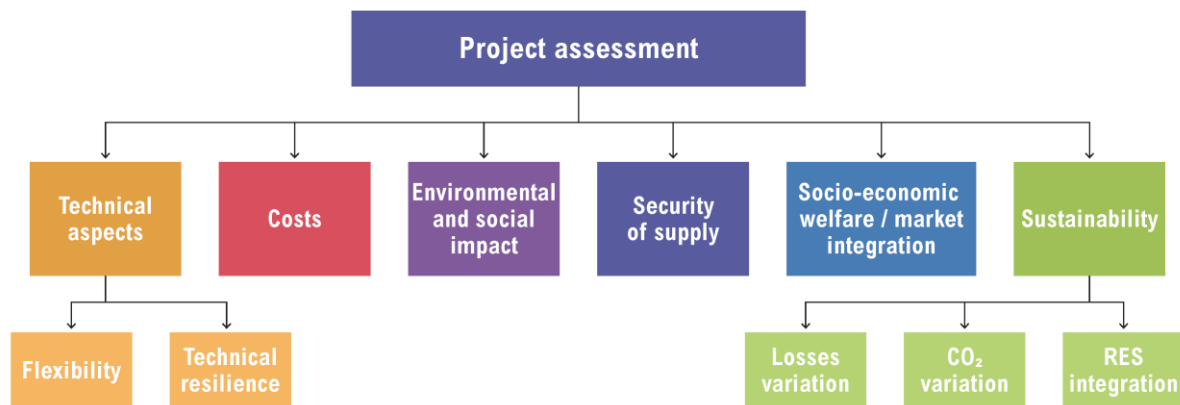 Project assessment
Technical
aspects
Costs
Environmental
and social
impact
Security
of supply
Socio-economic
welfare / market
integration
Sustainability
Flexibility
Technical
resilience
Losses
variation
CO₂
variation
RES
integration